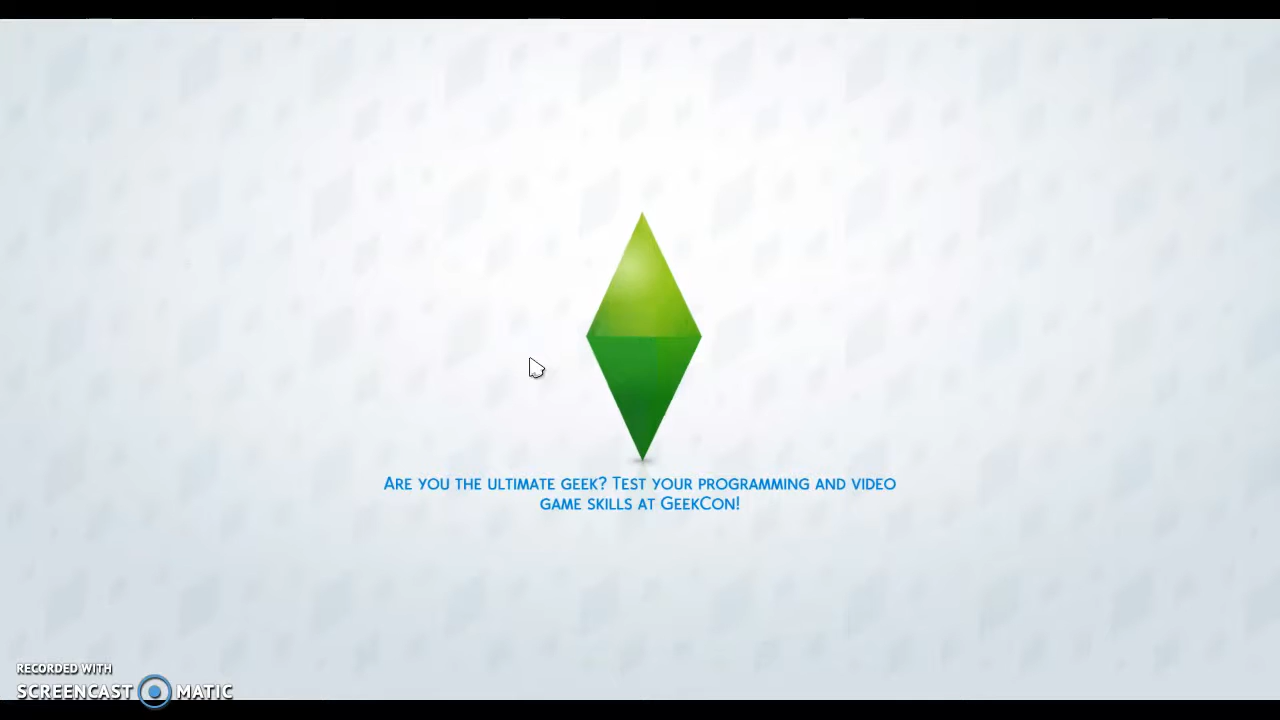 Are you the ultimate geek? Test your programming and video
game skills at GeekCon!
RECORDED WITH
SCREENCAST MATIC